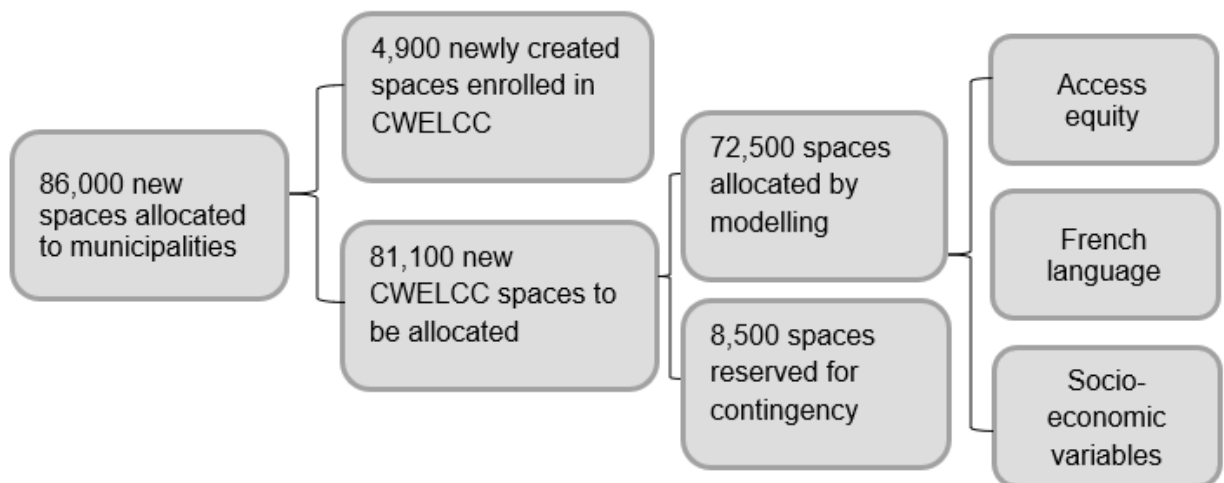 86,000 new
spaces allocated
to municipalities
4,900 newly created
spaces enrolled in
CWELCC
81,100 new
CWELCC spaces to
be allocated
72,500 spaces
allocated by
modelling
8,500 spaces
reserved for
contingency
Access
equity
French
language
Socio-
economic
variables